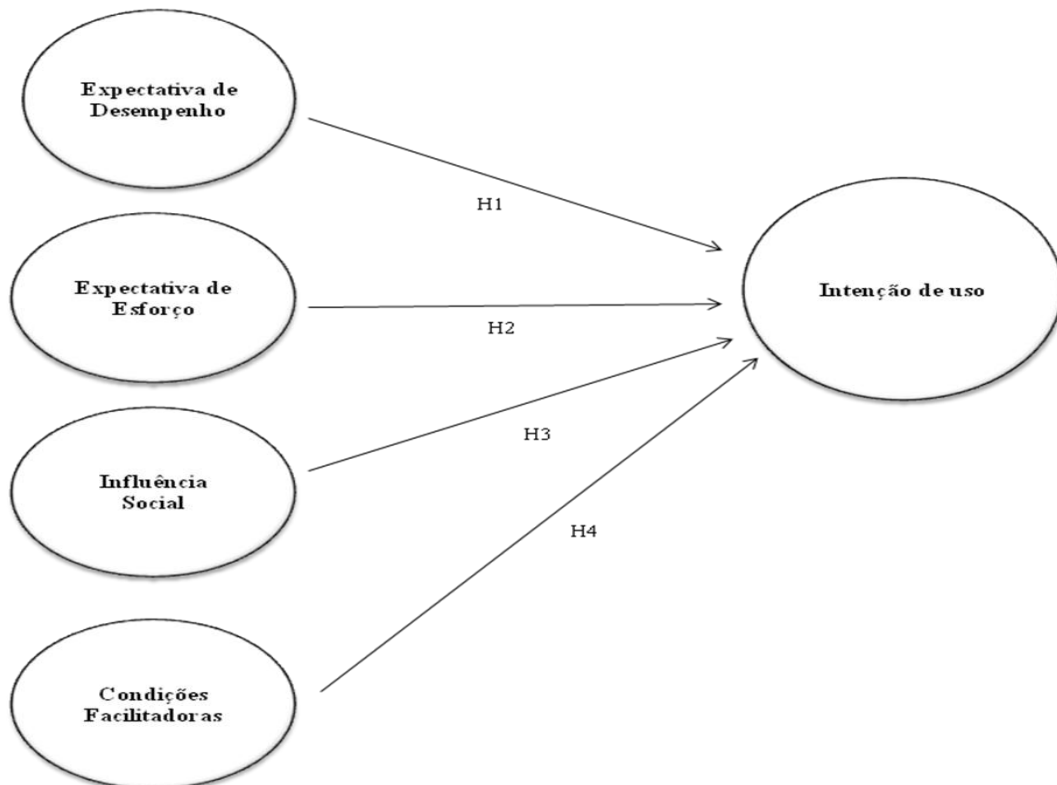 Expectativa de
Desempenho
H1
Expectativa de
Esforço
H2
Intenção de uso
Influência
Social
H3
H4
Condições
Facilitadoras